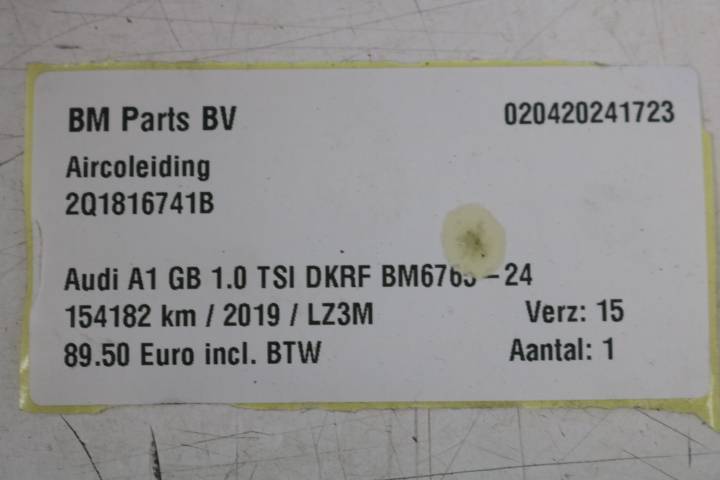 BM Parts BV 020420241723
Aircoleiding
2Q1816741B
Audi A1 GB 1.0 TSI DKRF
154182 km / 2019 / LZ3M Verz: 15
89.50 Euro incl. BTW Aantal: 1